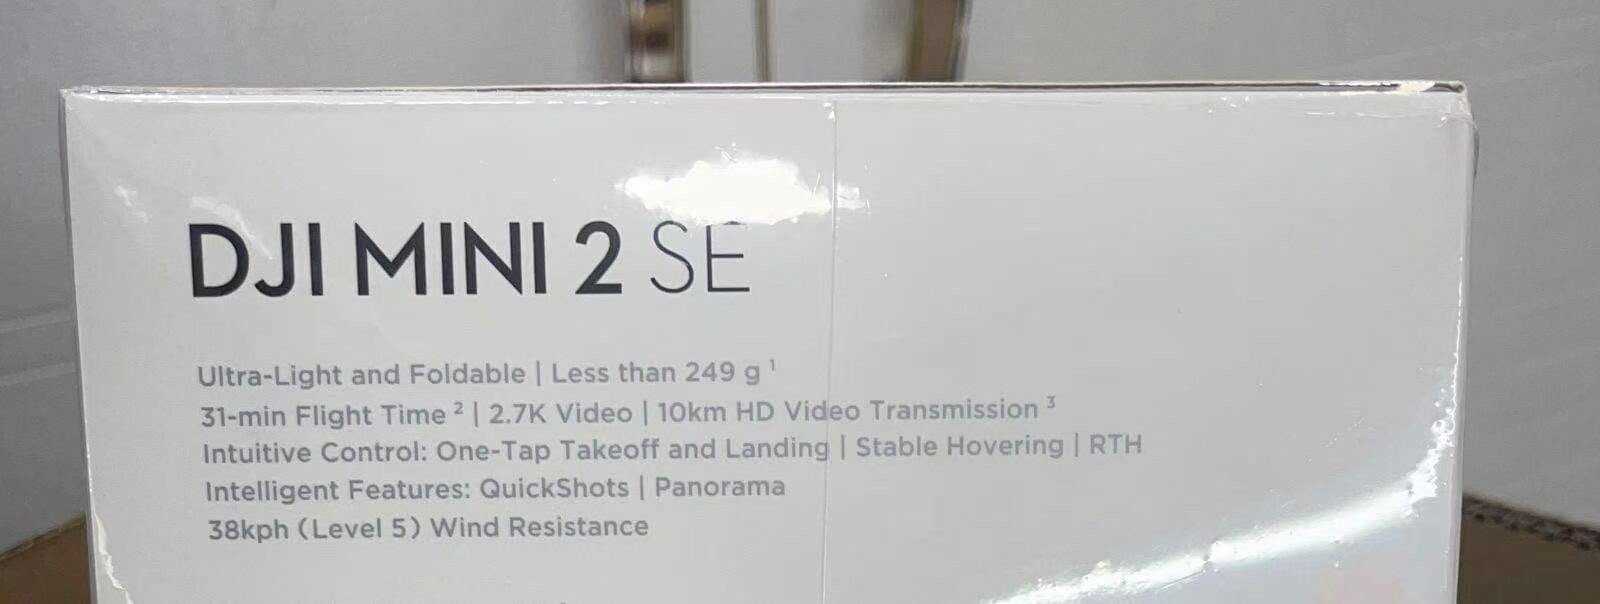 DJI MINI 2 SE
Ultra-Light and Foldable | Less than 249 g ¹
31-min Flight Time ² | 2.7K Video | 10km HD Video Transmission ³
Intuitive Control: One-Tap Takeoff and Landing | Stable Hovering | RTH
Intelligent Features: QuickShots | Panorama
38kph (Level 5) Wind Resistance